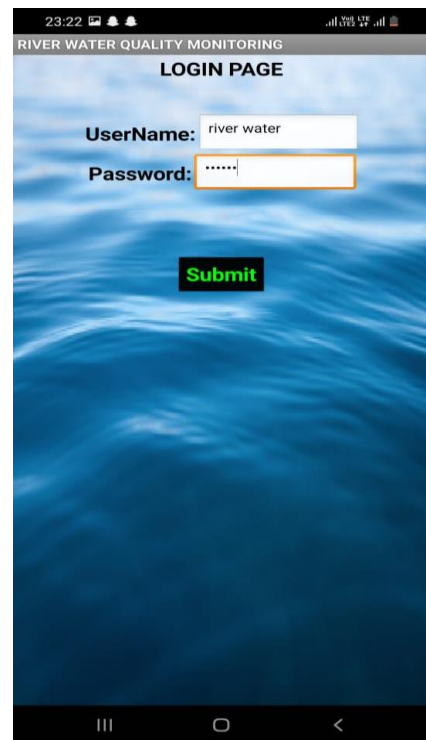 23:22
RIVER WATER QUALITY MONITORING
LOGIN PAGE
UserName: river water
Password: ······
Submit